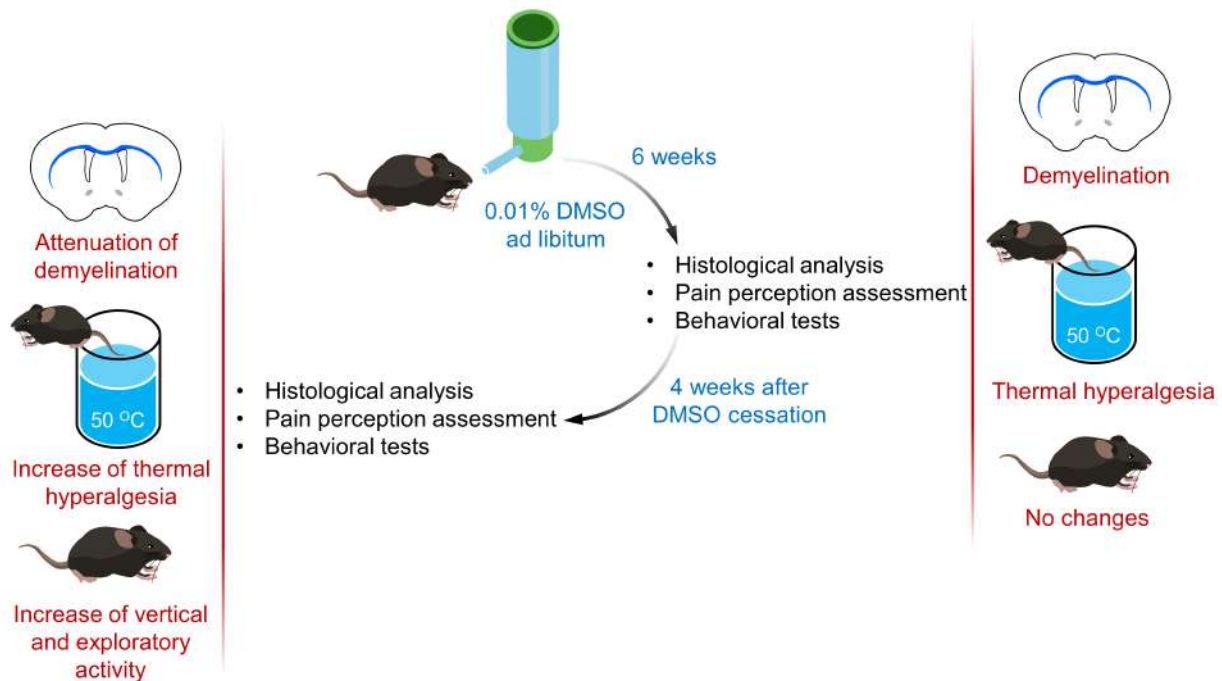 6 weeks
0.01% DMSO
ad libitum
• Histological analysis
• Pain perception assessment
• Behavioral tests
Demyelination
50 ᴼC
Thermal hyperalgesia
No changes
4 weeks after
DMSO cessation
• Histological analysis
• Pain perception assessment
• Behavioral tests
Attenuation of
demyelination
50 ᴼC
Increase of thermal
hyperalgesia
Increase of vertical
and exploratory
activity